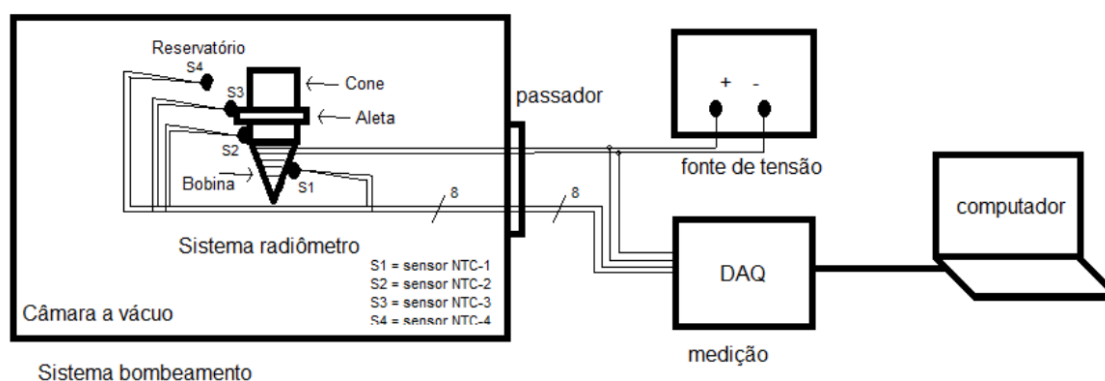 Reservatório
S4
Cone
S3
Aleta
S2
Bobina
S1
8
Sistema radiômetro
S1 = sensor NTC-1
S2 = sensor NTC-2
S3 = sensor NTC-3
S4 = sensor NTC-4
Câmara a vácuo
Sistema bombeamento
passador
8
+ -
fonte de tensão
DAQ
medição
computador